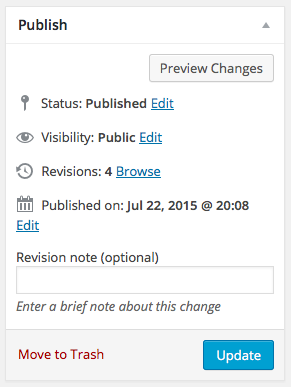 Publish
Preview Changes
Status: Published Edit
Visibility: Public Edit
Revisions: 4 Browse
Published on: Jul 22, 2015 @ 20:08
Edit
Revision note (optional)
Enter a brief note about this change
Move to Trash
Update